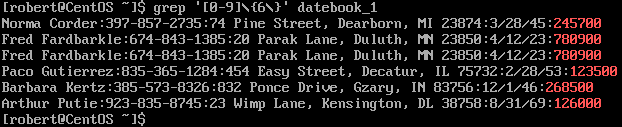 [robert@CentOS ~]$ grep '[0-9]\{6\}' datebook_1
Norma Corder:397-857-2735:74 Pine Street, Dearborn, MI 23874:3/28/45:245700
Fred Fardbarkle:674-843-1385:20 Parak Lane, Duluth, MN 23850:4/12/23:780900
Fred Fardbarkle:674-843-1385:20 Parak Lane, Duluth, MN 23850:4/12/23:780900
Paco Gutierrez:835-365-1284:454 Easy Street, Decatur, IL 75732:2/28/53:123500
Barbara Kertz:385-573-8326:832 Ponce Drive, Gzary, IN 83756:12/1/46:268500
Arthur Putie:923-835-8745:23 Wimp Lane, Kensington, DL 38758:8/31/69:126000
[robert@CentOS ~]$